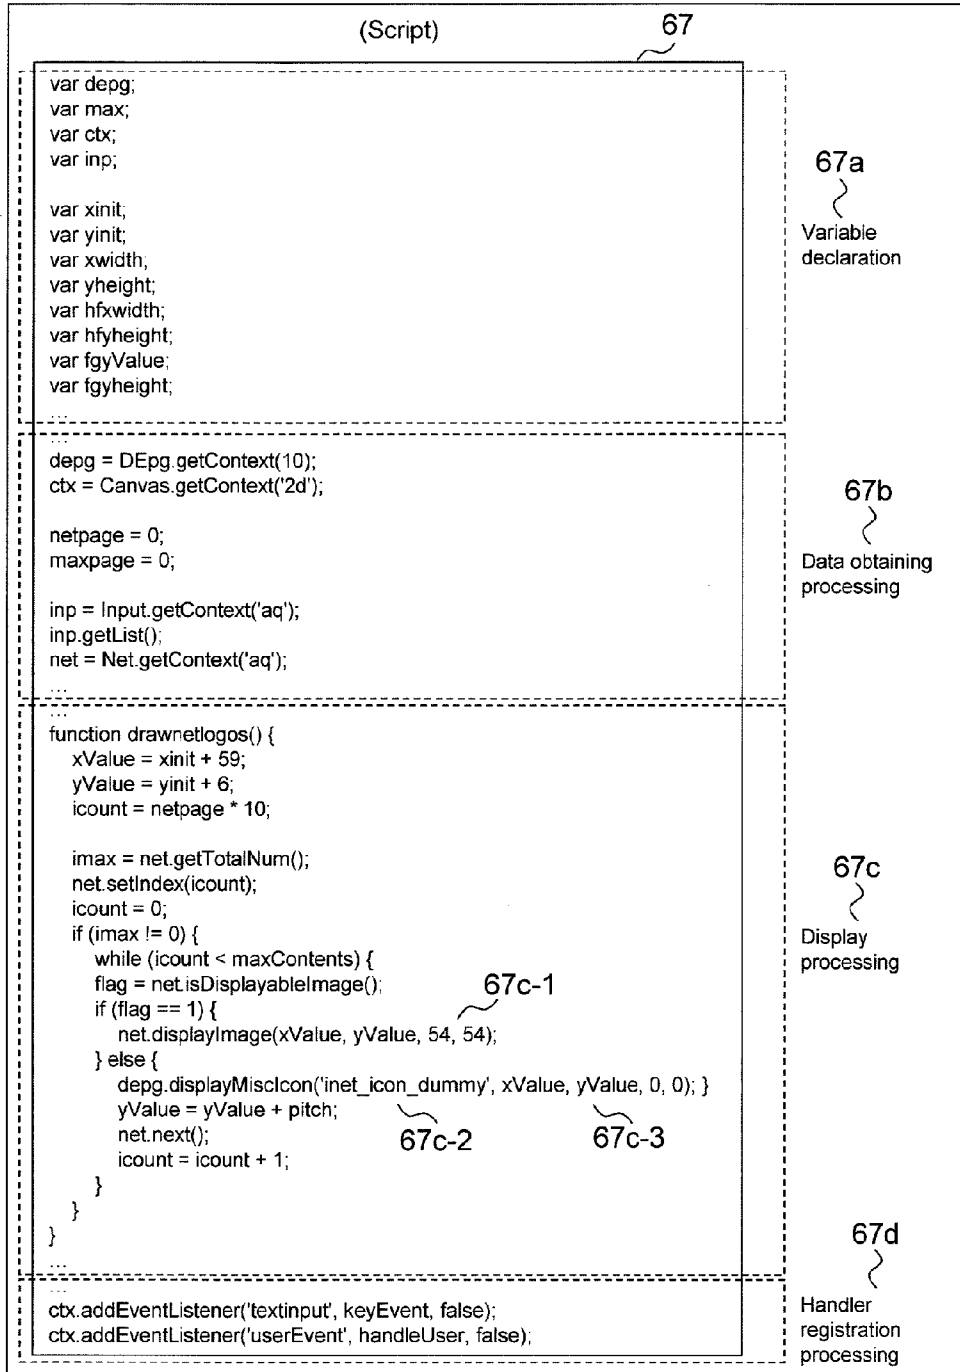 (Script)
67
var depg;
var max;
var ctx;
var inp;
var xinit;
var yinit;
var xwidth;
var yheight;
var hfxwidth;
var hfyheight;
var fgyValue;
var fgyheight;
...
67a
Variable
declaration
...
depg = DEpg.getContext(10);
ctx = Canvas.getContext('2d');
netpage = 0;
maxpage = 0;
inp = Input.getContext('aq');
inp.getList();
net = Net.getContext('aq');
...
67b
Data obtaining
processing
...
function drawnetlogos() {
xValue = xinit + 59;
yValue = yinit + 6;
icount = netpage * 10;
imax = net.getTotalNum();
net.setIndex(icount);
icount = 0;
if (imax != 0) {
while (icount < maxContents) {
flag = net.isDisplayableImage();
if (flag == 1) {
net.displayImage(xValue, yValue, 54, 54);
} else {
depg.displayMiscIcon('inet_icon_dummy', xValue, yValue, 0, 0); }
yValue = yValue + pitch;
net.next();
icount = icount + 1;
}
}
}
...
67c-1
67c-2
67c-3
67c
Display
processing
...
ctx.addEventListener('textinput', keyEvent, false);
ctx.addEventListener('userEvent', handleUser, false);
67d
Handler
registration
processing